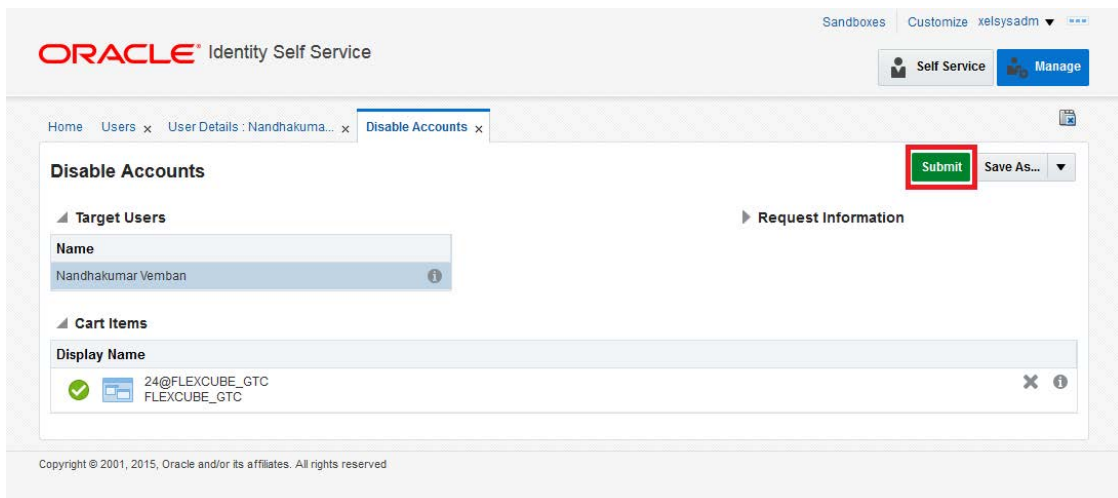 Sandboxes Customize xelsysadm
ORACLE® Identity Self Service
Self Service Manage
Home Users x User Details : Nandhakuma... x Disable Accounts x
Disable Accounts
Submit Save As...
Target Users
Request Information
Name
Nandhakumar Vemban
Cart Items
Display Name
24@FLEXCUBE_GTC
FLEXCUBE_GTC
Copyright © 2001, 2015, Oracle and/or its affiliates. All rights reserved